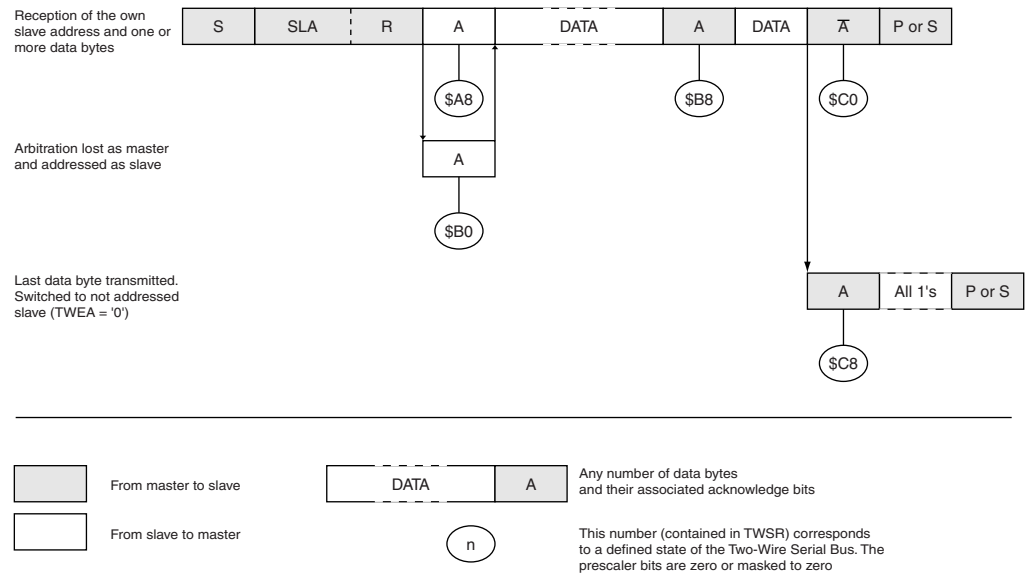 Reception of the own
slave address and one or
more data bytes
S SLA R A DATA A DATA A̅ P or S
$A8 $B8 $C0
Arbitration lost as master
and addressed as slave
A
$B0
Last data byte transmitted.
Switched to not addressed
slave (TWEA = '0')
A All 1's P or S
$C8
From master to slave
DATA A
Any number of data bytes
and their associated acknowledge bits
From slave to master
n
This number (contained in TWSR) corresponds
to a defined state of the Two-Wire Serial Bus. The
prescaler bits are zero or masked to zero